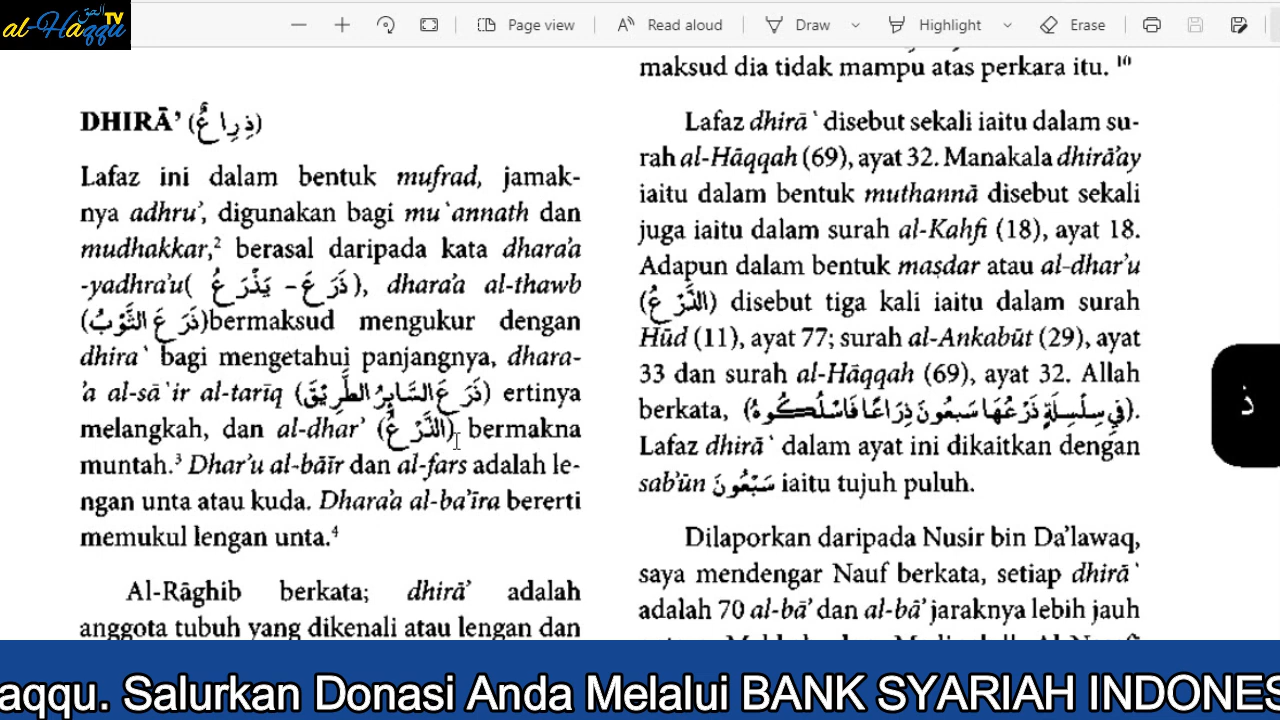 al-Haqqu TV
الحق
Page view
Read aloud
Draw
Highlight
Erase
DHIRĀ’ (ذِرَاعٌ)
Lafaz ini dalam bentuk mufrad, jamak-
nya adhru’, digunakan bagi mu`annath dan
mudhakkar,² berasal daripada kata dhara’a
-yadhra’u( ذَرَعَ – يَذْرَعُ), dhara’a al-thawb
(ذَرَعَ الثَّوْبُ)bermaksud mengukur dengan
dhira` bagi mengetahui panjangnya, dhara-
’a al-sā`ir al-tarīq (ذَرَعَ السَّايِرُ الطَّرِيْقَ) ertinya
melangkah, dan al-dhar’ (الذَّرْعُ) bermakna
muntah.³ Dhar’u al-bāīr dan al-fars adalah le-
ngan unta atau kuda. Dhara’a al-ba’īra bererti
memukul lengan unta.⁴
Al-Rāghib berkata; dhirā’ adalah
anggota tubuh yang dikenali atau lengan dan
maksud dia tidak mampu atas perkara itu. ¹⁰
Lafaz dhirā` disebut sekali iaitu dalam su-
rah al-Hāqqah (69), ayat 32. Manakala dhirā’ay
iaitu dalam bentuk muthannā disebut sekali
juga iaitu dalam surah al-Kahfi (18), ayat 18.
Adapun dalam bentuk maṣdar atau al-dhar’u
(الذَّرْعُ) disebut tiga kali iaitu dalam surah
Hūd (11), ayat 77; surah al-Ankabūt (29), ayat
33 dan surah al-Hāqqah (69), ayat 32. Allah
berkata, (فِي سِلْسِلَةٍ ذَرْعُهَا سَبْعُونَ ذِرَاعًا فَاسْلُكُوهُ).
Lafaz dhirā` dalam ayat ini dikaitkan dengan
sab’ūn سَبْعُونَ iaitu tujuh puluh.
Dilaporkan daripada Nusir bin Da’lawaq,
saya mendengar Nauf berkata, setiap dhirā`
adalah 70 al-bā’ dan al-bā’ jaraknya lebih jauh
ذ
aqqu. Salurkan Donasi Anda Melalui BANK SYARIAH INDONES